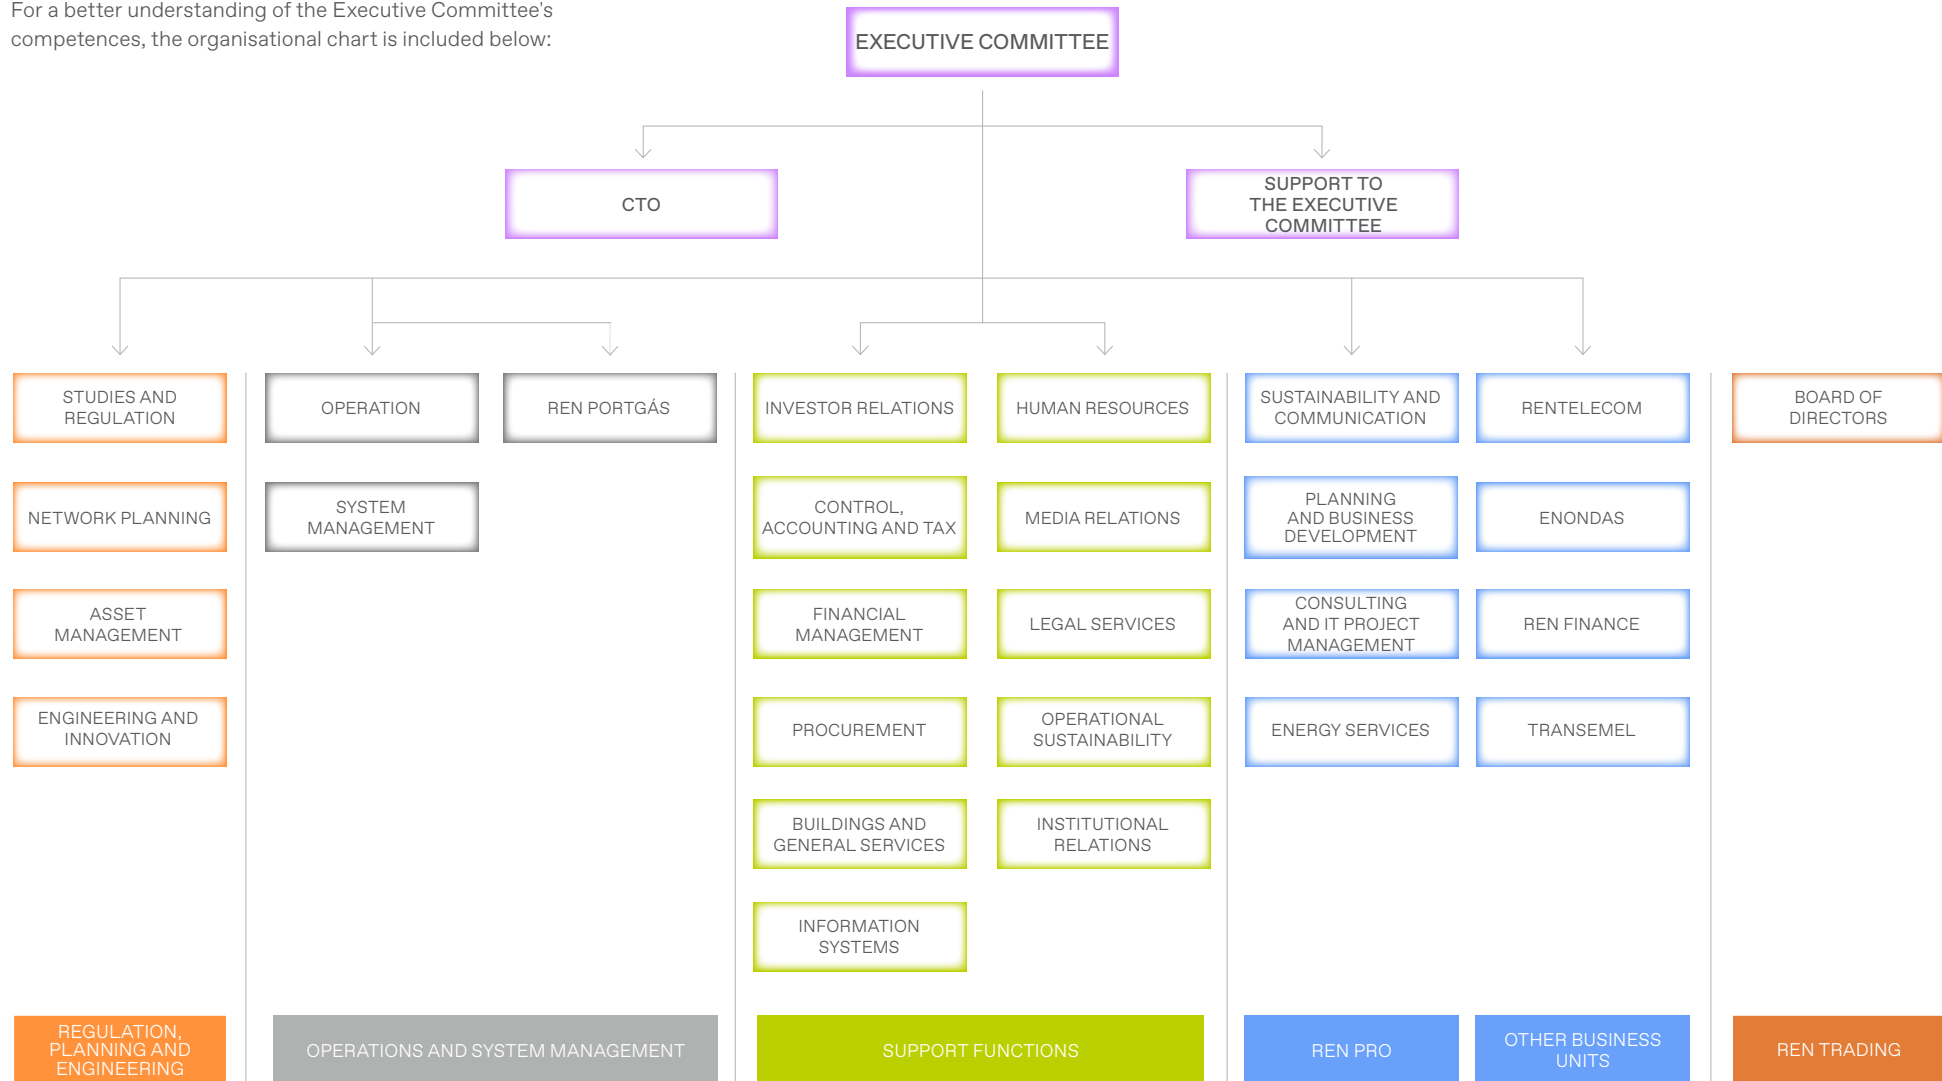 For a better understanding of the Executive Committee's
competences, the organisational chart is included below:
EXECUTIVE COMMITTEE
CTO
SUPPORT TO
THE EXECUTIVE
COMMITTEE
STUDIES AND
REGULATION
OPERATION
REN PORTGÁS
INVESTOR RELATIONS
HUMAN RESOURCES
SUSTAINABILITY AND
COMMUNICATION
RENTELECOM
BOARD OF
DIRECTORS
NETWORK PLANNING
SYSTEM
MANAGEMENT
CONTROL,
ACCOUNTING AND TAX
MEDIA RELATIONS
PLANNING
AND BUSINESS
DEVELOPMENT
ENONDAS
ASSET
MANAGEMENT
FINANCIAL
MANAGEMENT
LEGAL SERVICES
CONSULTING
AND IT PROJECT
MANAGEMENT
REN FINANCE
ENGINEERING AND
INNOVATION
PROCUREMENT
OPERATIONAL
SUSTAINABILITY
ENERGY SERVICES
TRANSEMEL
BUILDINGS AND
GENERAL SERVICES
INSTITUTIONAL
RELATIONS
INFORMATION
SYSTEMS
REGULATION,
PLANNING AND
ENGINEERING
OPERATIONS AND SYSTEM MANAGEMENT
SUPPORT FUNCTIONS
REN PRO
OTHER BUSINESS
UNITS
REN TRADING